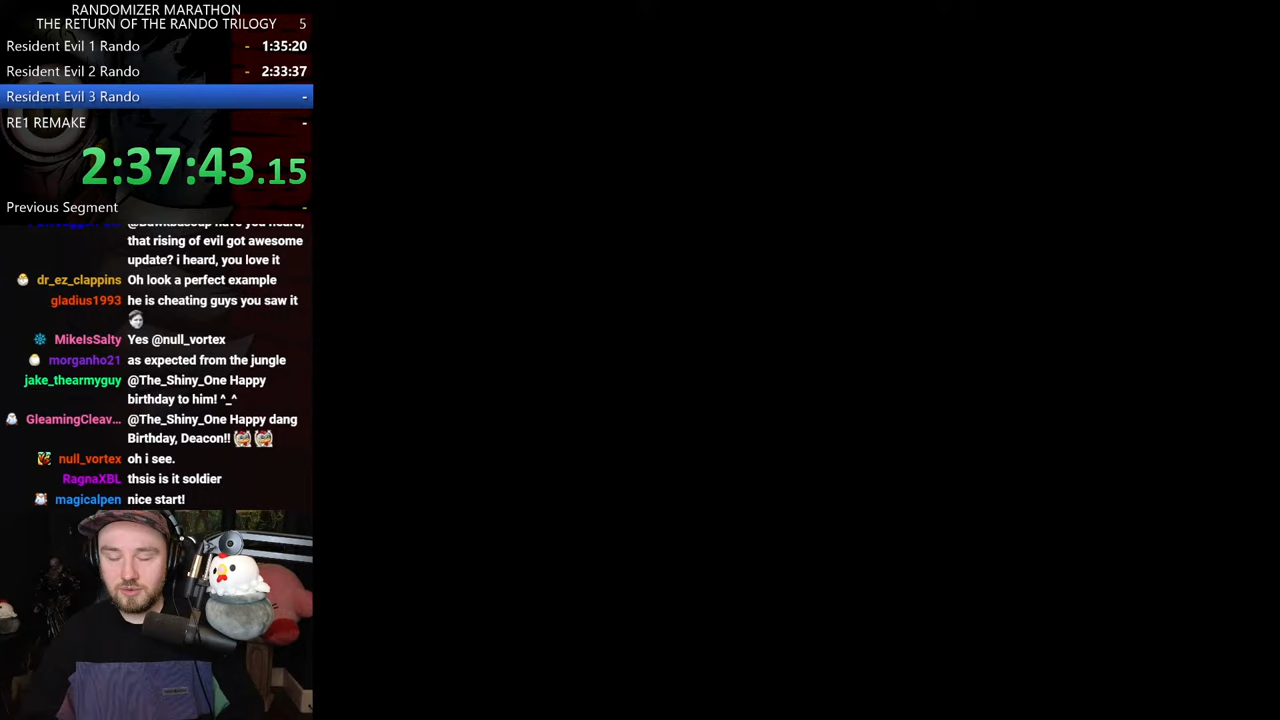 RANDOMIZER MARATHON
THE RETURN OF THE RANDO TRILOGY 5
Resident Evil 1 Rando - 1:35:20
Resident Evil 2 Rando - 2:33:37
Resident Evil 3 Rando -
RE1 REMAKE -
2:37:43.15
Previous Segment -
that rising of evil got awesome
update? i heard, you love it
dr_ez_clappins Oh look a perfect example
gladius1993 he is cheating guys you saw it
MikeIsSalty Yes @null_vortex
morganho21 as expected from the jungle
jake_thearmyguy @The_Shiny_One Happy
birthday to him! ^_^
GleamingCleav... @The_Shiny_One Happy dang
Birthday, Deacon!!
null_vortex oh i see.
RagnaXBL thsis is it soldier
magicalpen nice start!